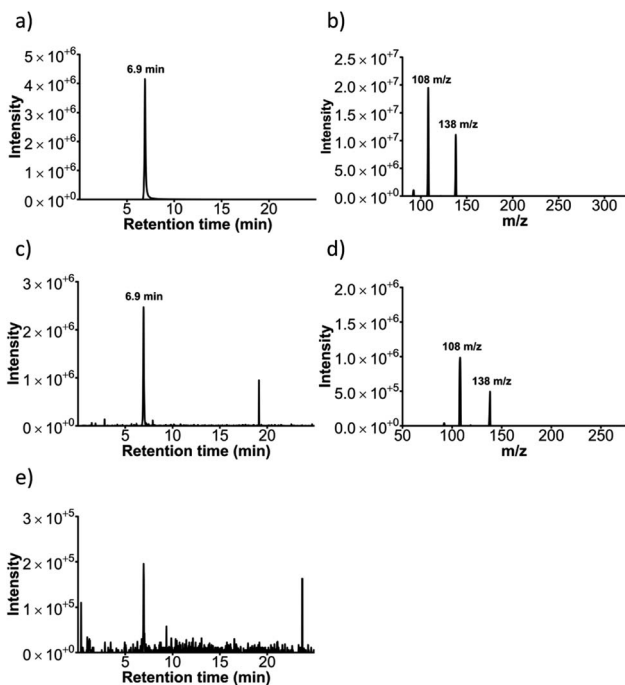 a)
5 × 10+6
4 × 10+6
3 × 10+6
2 × 10+6
1 × 10+6
0 × 10+0
Intensity
6.9 min
5 10 15 20
Retention time (min)
b)
2.5 × 10+7
2.0 × 10+7
1.5 × 10+7
1.0 × 10+7
5.0 × 10+6
0.0 × 10+0
Intensity
108 m/z
138 m/z
100 150 200 250 300
m/z
c)
3 × 10+6
2 × 10+6
1 × 10+6
0 × 10+0
Intensity
6.9 min
5 10 15 20
Retention time (min)
d)
2.0 × 10+6
1.5 × 10+6
1.0 × 10+6
5.0 × 10+5
0.0 × 10+0
Intensity
108 m/z
138 m/z
50 100 150 200 250
m/z
e)
3 × 10+5
2 × 10+5
1 × 10+5
0 × 10+0
Intensity
5 10 15 20
Retention time (min)